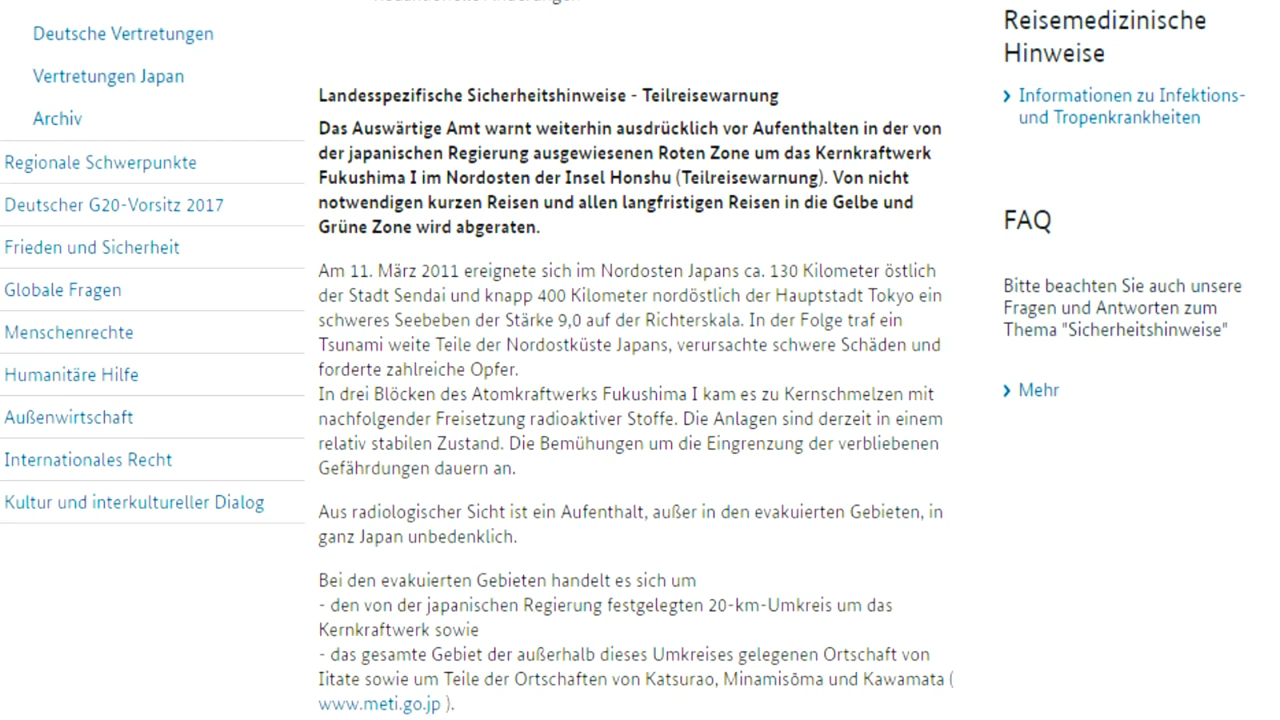 Redaktionelle Änderungen
Deutsche Vertretungen
Vertretungen Japan
Archiv
Regionale Schwerpunkte
Deutscher G20-Vorsitz 2017
Frieden und Sicherheit
Globale Fragen
Menschenrechte
Humanitäre Hilfe
Außenwirtschaft
Internationales Recht
Kultur und interkultureller Dialog
Landesspezifische Sicherheitshinweise - Teilreisewarnung
Das Auswärtige Amt warnt weiterhin ausdrücklich vor Aufenthalten in der von
der japanischen Regierung ausgewiesenen Roten Zone um das Kernkraftwerk
Fukushima I im Nordosten der Insel Honshu (Teilreisewarnung). Von nicht
notwendigen kurzen Reisen und allen langfristigen Reisen in die Gelbe und
Grüne Zone wird abgeraten.
Am 11. März 2011 ereignete sich im Nordosten Japans ca. 130 Kilometer östlich
der Stadt Sendai und knapp 400 Kilometer nordöstlich der Hauptstadt Tokyo ein
schweres Seebeben der Stärke 9,0 auf der Richterskala. In der Folge traf ein
Tsunami weite Teile der Nordostküste Japans, verursachte schwere Schäden und
forderte zahlreiche Opfer.
In drei Blöcken des Atomkraftwerks Fukushima I kam es zu Kernschmelzen mit
nachfolgender Freisetzung radioaktiver Stoffe. Die Anlagen sind derzeit in einem
relativ stabilen Zustand. Die Bemühungen um die Eingrenzung der verbliebenen
Gefährdungen dauern an.
Aus radiologischer Sicht ist ein Aufenthalt, außer in den evakuierten Gebieten, in
ganz Japan unbedenklich.
Bei den evakuierten Gebieten handelt es sich um
- den von der japanischen Regierung festgelegten 20-km-Umkreis um das
Kernkraftwerk sowie
- das gesamte Gebiet der außerhalb dieses Umkreises gelegenen Ortschaft von
Iitate sowie um Teile der Ortschaften von Katsurao, Minamisōma und Kawamata (
www.meti.go.jp ).
Reisemedizinische
Hinweise
Informationen zu Infektions-
und Tropenkrankheiten
FAQ
Bitte beachten Sie auch unsere
Fragen und Antworten zum
Thema "Sicherheitshinweise"
Mehr